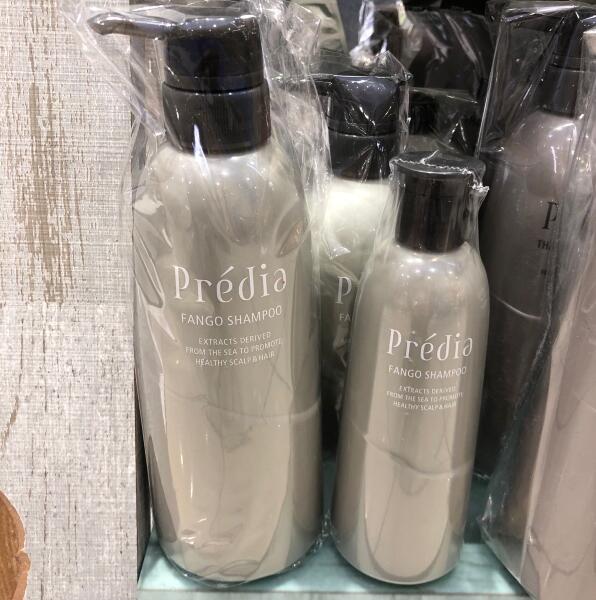 Prédia
FANGO SHAMPOO
EXTRACTS DERIVED
FROM THE SEA TO PROMOTE
HEALTHY SCALP & HAIR
Prédia
FANGO SHAMPOO
EXTRACTS DERIVED
FROM THE SEA TO PROMOTE
HEALTHY SCALP & HAIR